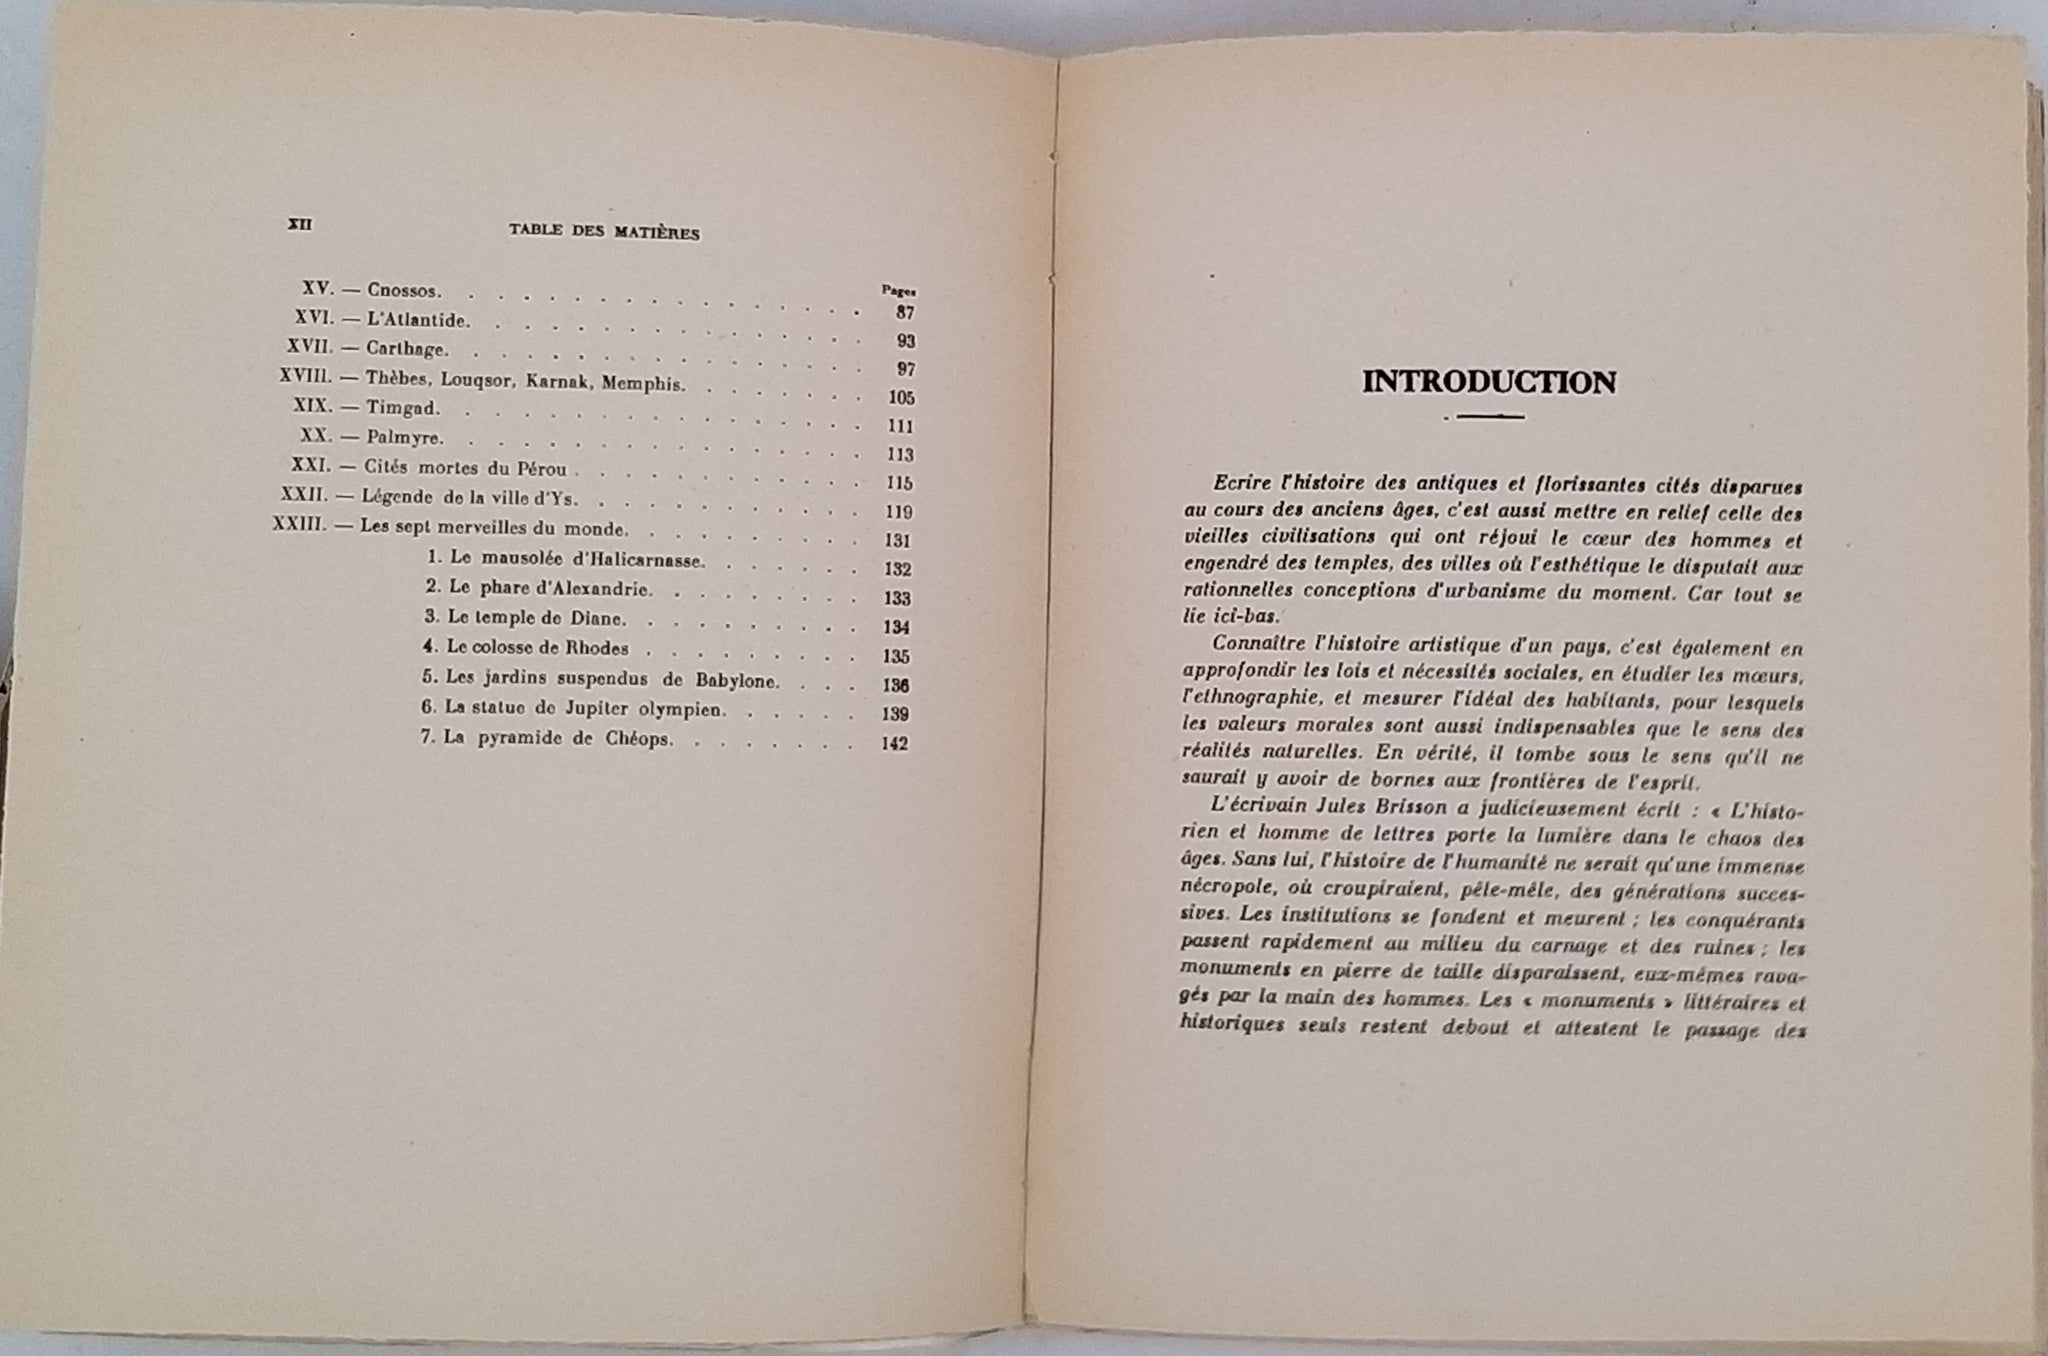 XII
TABLE DES MATIÈRES
Pages
XV. — Cnossos. . . . . . . . . . . . . . . . . 87
XVI. — L'Atlantide. . . . . . . . . . . . . . . . 93
XVII. — Carthage. . . . . . . . . . . . . . . . . 97
XVIII. — Thèbes, Louqsor, Karnak, Memphis. . . . . . . . 105
XIX. — Timgad. . . . . . . . . . . . . . . . . 111
XX. — Palmyre. . . . . . . . . . . . . . . . . 113
XXI. — Cités mortes du Pérou . . . . . . . . . . . . 115
XXII. — Légende de la ville d'Ys. . . . . . . . . . . . 119
XXIII. — Les sept merveilles du monde. . . . . . . . . . 131
1. Le mausolée d'Halicarnasse. . . . . . . 132
2. Le phare d'Alexandrie. . . . . . . . . 133
3. Le temple de Diane. . . . . . . . . . 134
4. Le colosse de Rhodes . . . . . . . . . 135
5. Les jardins suspendus de Babylone. . . . 136
6. La statue de Jupiter olympien. . . . . . 139
7. La pyramide de Chéops. . . . . . . . 142
INTRODUCTION
Ecrire l'histoire des antiques et florissantes cités disparues
au cours des anciens âges, c'est aussi mettre en relief celle des
vieilles civilisations qui ont réjoui le cœur des hommes et
engendré des temples, des villes où l'esthétique le disputait aux
rationnelles conceptions d'urbanisme du moment. Car tout se
lie ici-bas.
Connaître l'histoire artistique d'un pays, c'est également en
approfondir les lois et nécessités sociales, en étudier les mœurs,
l'ethnographie, et mesurer l'idéal des habitants, pour lesquels
les valeurs morales sont aussi indispensables que le sens des
réalités naturelles. En vérité, il tombe sous le sens qu'il ne
saurait y avoir de bornes aux frontières de l'esprit.
L'écrivain Jules Brisson a judicieusement écrit : « L'histo-
rien et homme de lettres porte la lumière dans le chaos des
âges. Sans lui, l'histoire de l'humanité ne serait qu'une immense
nécropole, où croupiraient, pêle-mêle, des générations succes-
sives. Les institutions se fondent et meurent ; les conquérants
passent rapidement au milieu du carnage et des ruines ; les
monuments en pierre de taille disparaissent, eux-mêmes rava-
gés par la main des hommes. Les « monuments » littéraires et
historiques seuls restent debout et attestent le passage des